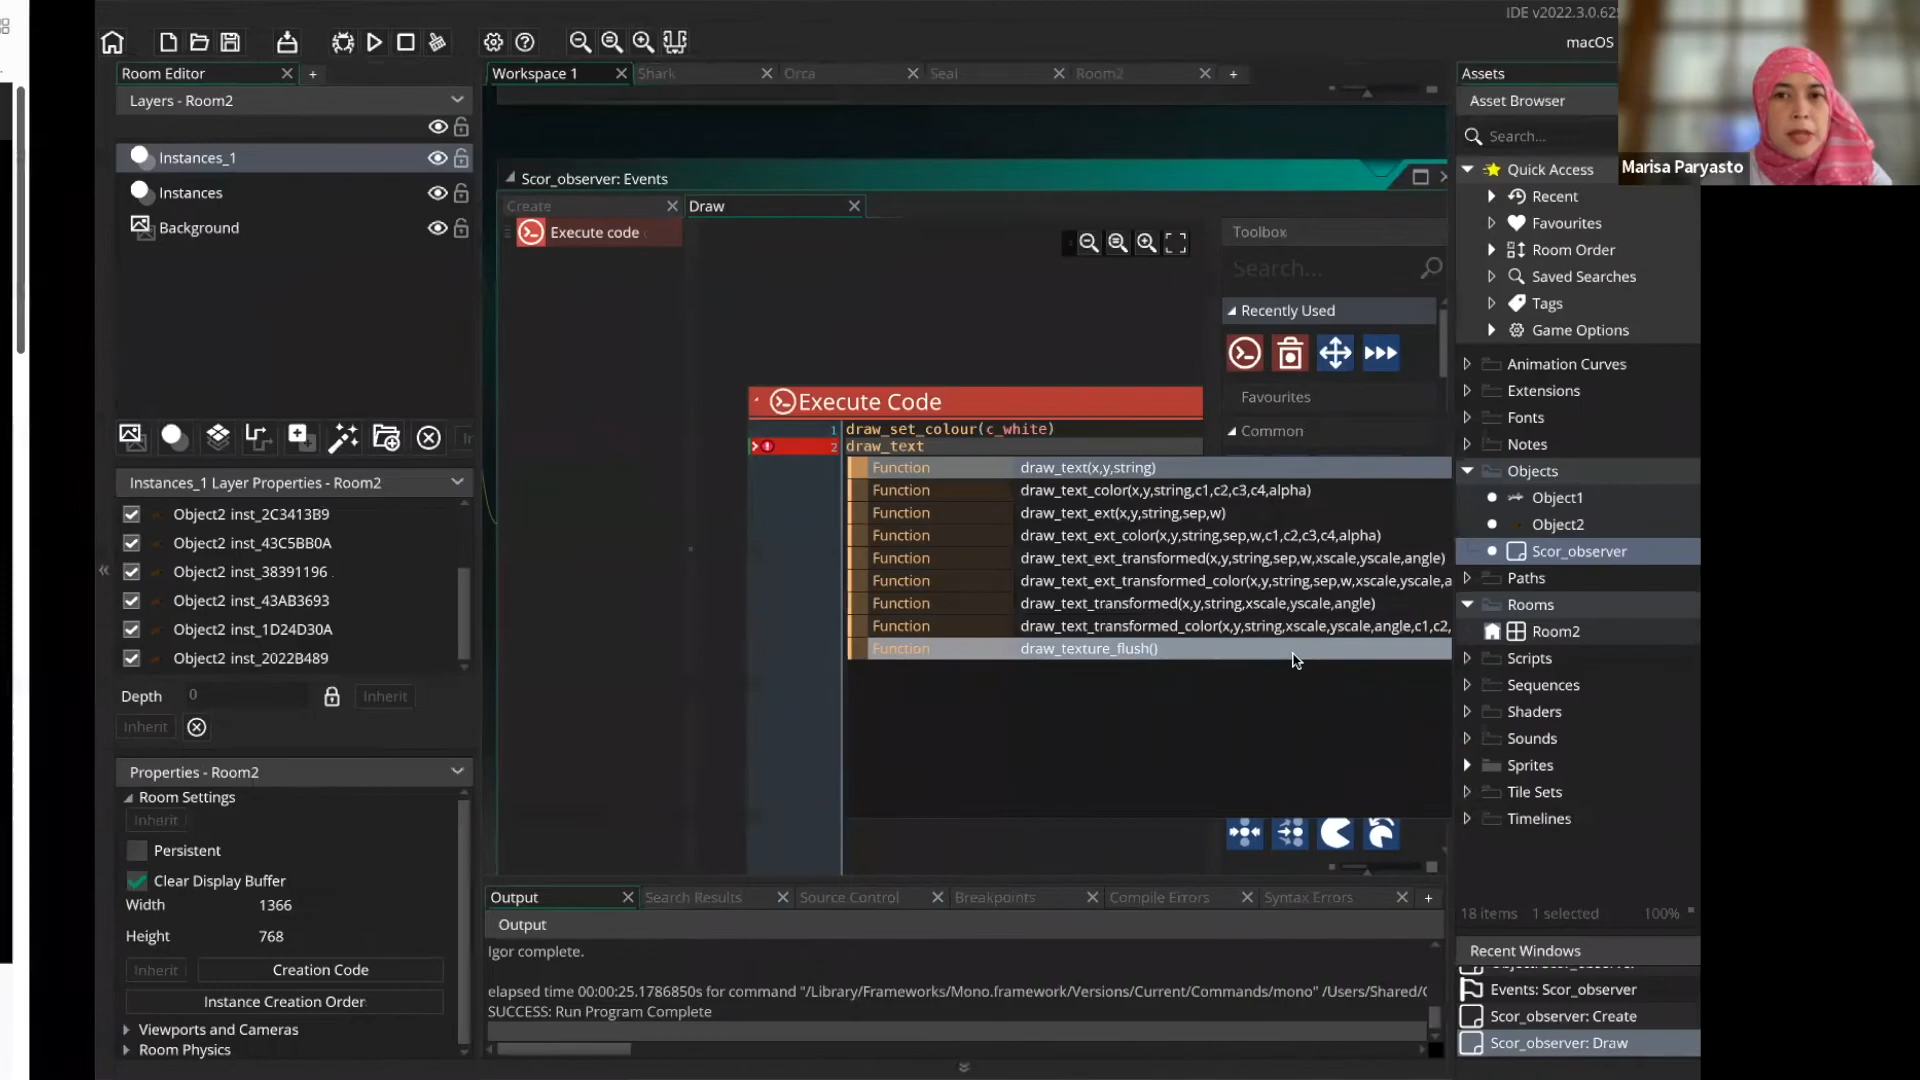 IDE v2022.3.0.62
macOS
Room Editor
Workspace 1
Shark
Orca
Seal
Room2
Assets
Layers - Room2
Asset Browser
Search...
Marisa Paryasto
Instances_1
Instances
Background
Scor_observer: Events
Create
Draw
Execute code
Toolbox
Search...
Recently Used
Favourites
Common
Quick Access
Recent
Favourites
Room Order
Saved Searches
Tags
Game Options
Animation Curves
Extensions
Fonts
Notes
Objects
Object1
Object2
Scor_observer
Paths
Rooms
Room2
Scripts
Sequences
Shaders
Sounds
Sprites
Tile Sets
Timelines
Execute Code
1 draw_set_colour(c_white)
2 draw_text
Function draw_text(x,y,string)
Function draw_text_color(x,y,string,c1,c2,c3,c4,alpha)
Function draw_text_ext(x,y,string,sep,w)
Function draw_text_ext_color(x,y,string,sep,w,c1,c2,c3,c4,alpha)
Function draw_text_ext_transformed(x,y,string,sep,w,xscale,yscale,angle)
Function draw_text_ext_transformed_color(x,y,string,sep,w,xscale,yscale,a
Function draw_text_transformed(x,y,string,xscale,yscale,angle)
Function draw_text_transformed_color(x,y,string,xscale,yscale,angle,c1,c2,
Function draw_texture_flush()
Instances_1 Layer Properties - Room2
Object2 inst_2C3413B9
Object2 inst_43C5BB0A
Object2 inst_38391196
Object2 inst_43AB3693
Object2 inst_1D24D30A
Object2 inst_2022B489
Depth 0 Inherit
Inherit
Properties - Room2
Room Settings
Inherit
Persistent
Clear Display Buffer
Width 1366
Height 768
Inherit Creation Code
Instance Creation Order
Viewports and Cameras
Room Physics
Output
Search Results
Source Control
Breakpoints
Compile Errors
Syntax Errors
Output
Igor complete.
elapsed time 00:00:25.1786850s for command "/Library/Frameworks/Mono.framework/Versions/Current/Commands/mono" /Users/Shared/
SUCCESS: Run Program Complete
18 items 1 selected 100%
Recent Windows
Events: Scor_observer
Scor_observer: Create
Scor_observer: Draw